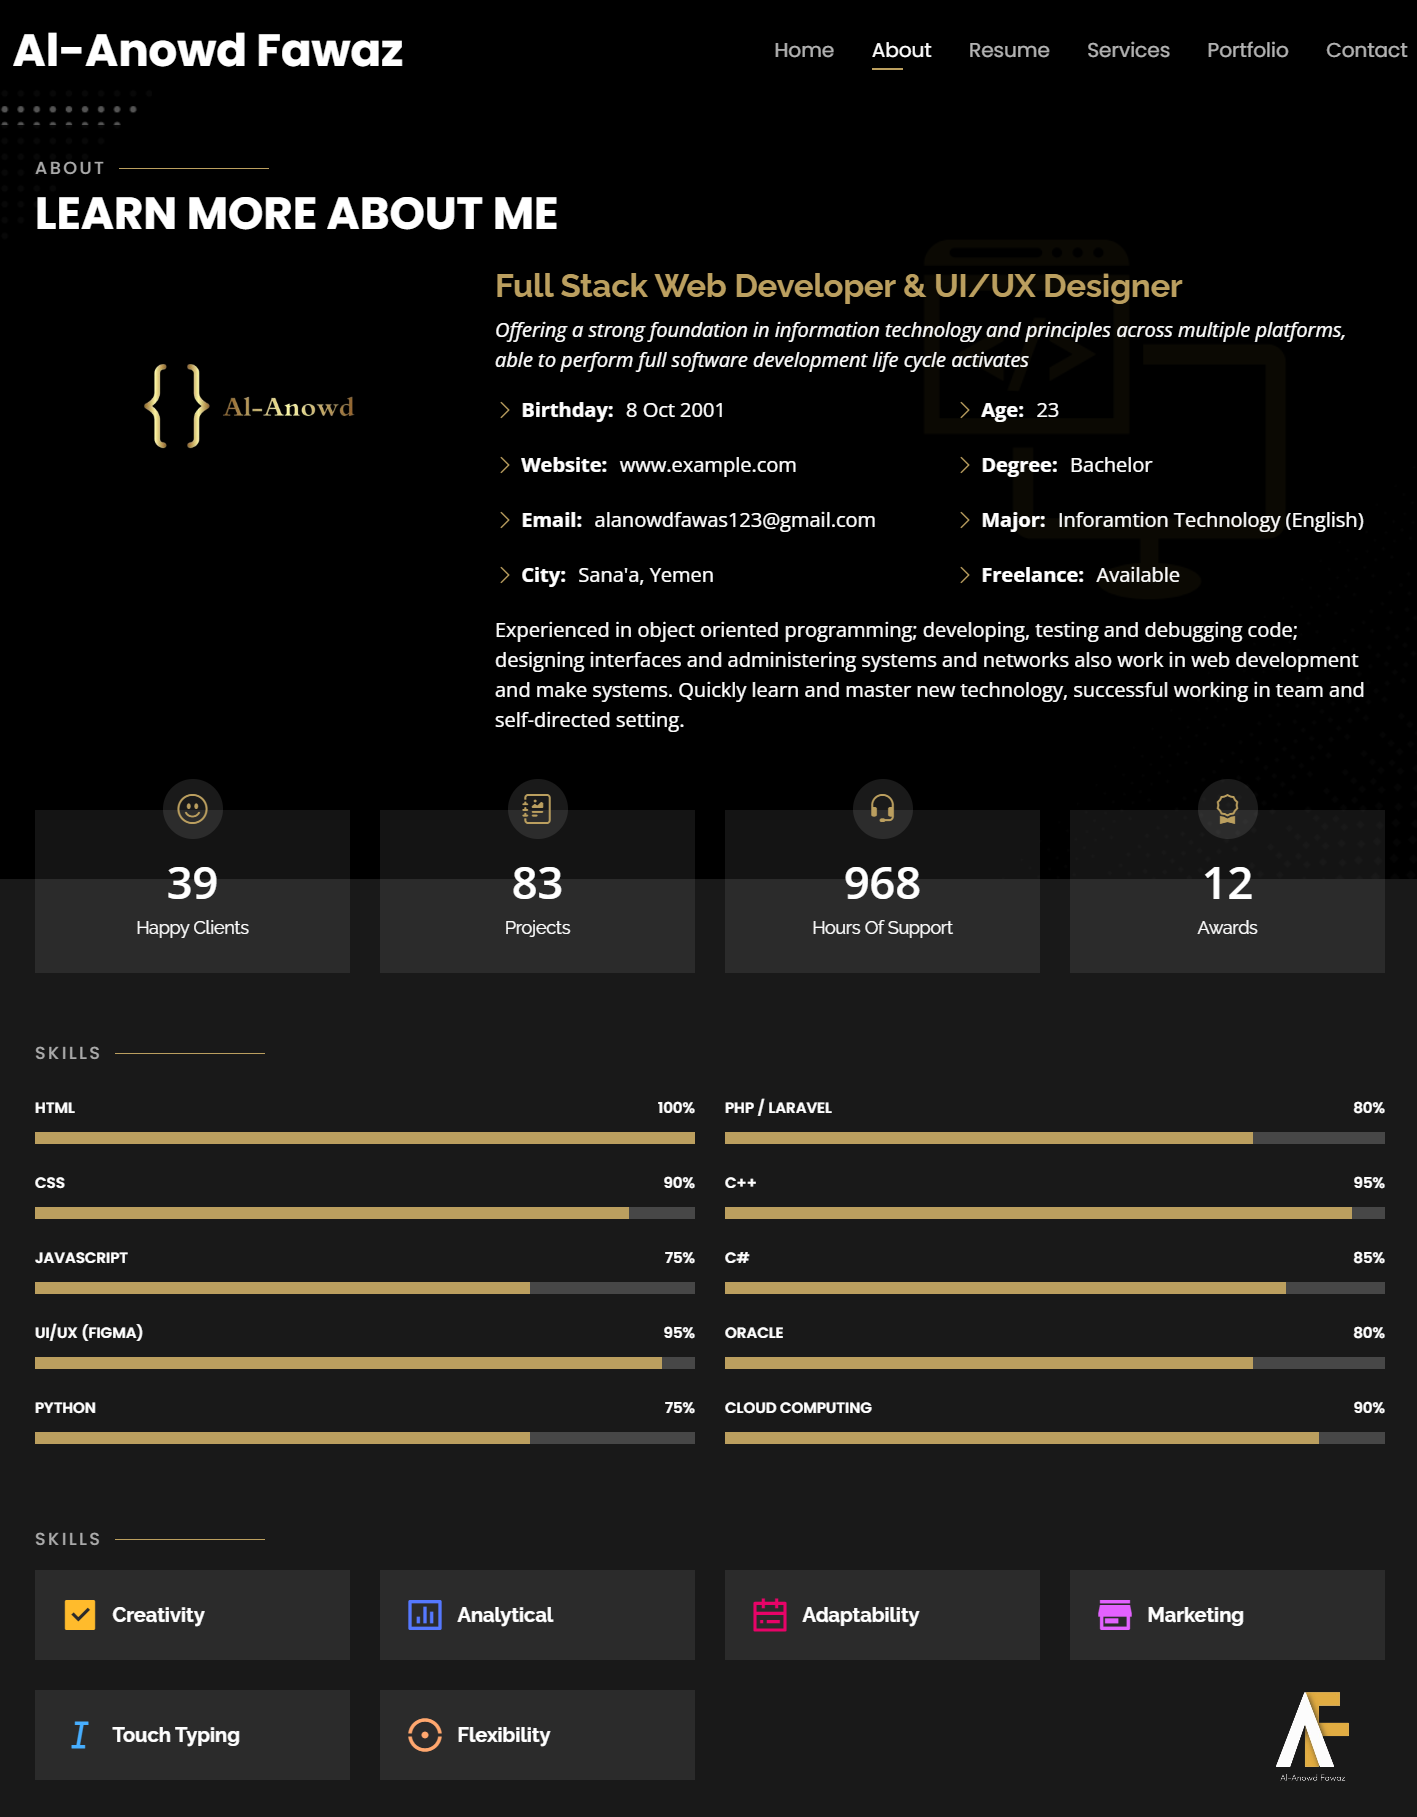 Al-Anowd Fawaz
Home About Resume Services Portfolio Contact
ABOUT
LEARN MORE ABOUT ME
{ } Al-Anowd
Full Stack Web Developer & UI/UX Designer
Offering a strong foundation in information technology and principles across multiple platforms,
able to perform full software development life cycle activates
Birthday: 8 Oct 2001
Age: 23
Website: www.example.com
Degree: Bachelor
Email: alanowdfawas123@gmail.com
Major: Inforamtion Technology (English)
City: Sana'a, Yemen
Freelance: Available
Experienced in object oriented programming; developing, testing and debugging code;
designing interfaces and administering systems and networks also work in web development
and make systems. Quickly learn and master new technology, successful working in team and
self-directed setting.
39
Happy Clients
83
Projects
968
Hours Of Support
12
Awards
SKILLS
HTML 100%
PHP / LARAVEL 80%
CSS 90%
C++ 95%
JAVASCRIPT 75%
C# 85%
UI/UX (FIGMA) 95%
ORACLE 80%
PYTHON 75%
CLOUD COMPUTING 90%
SKILLS
Creativity
Analytical
Adaptability
Marketing
Touch Typing
Flexibility
AF
Al-Anowd Fawaz